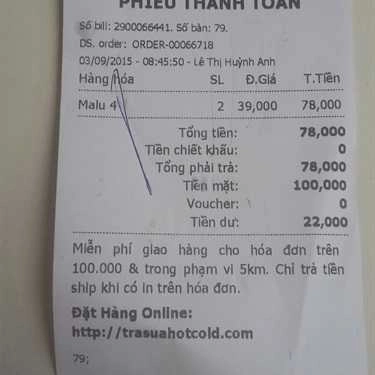 PHIẾU THANH TOÁN
Số bill: 2900066441. Số bàn: 79.
DS. order: ORDER-00066718
03/09/2015 - 08:45:50 - Lê Thị Huỳnh Anh
Hàng hóa SL Đ.Giá T.Tiền
Malu 4 2 39,000 78,000
Tổng tiền: 78,000
Tiền chiết khấu: 0
Tổng phải trả: 78,000
Tiền mặt: 100,000
Voucher: 0
Tiền dư: 22,000
Miễn phí giao hàng cho hóa đơn trên
100.000 & trong phạm vi 5km. Chỉ trả tiền
ship khi có in trên hóa đơn.
Đặt Hàng Online:
http://trasuahotcold.com
79;